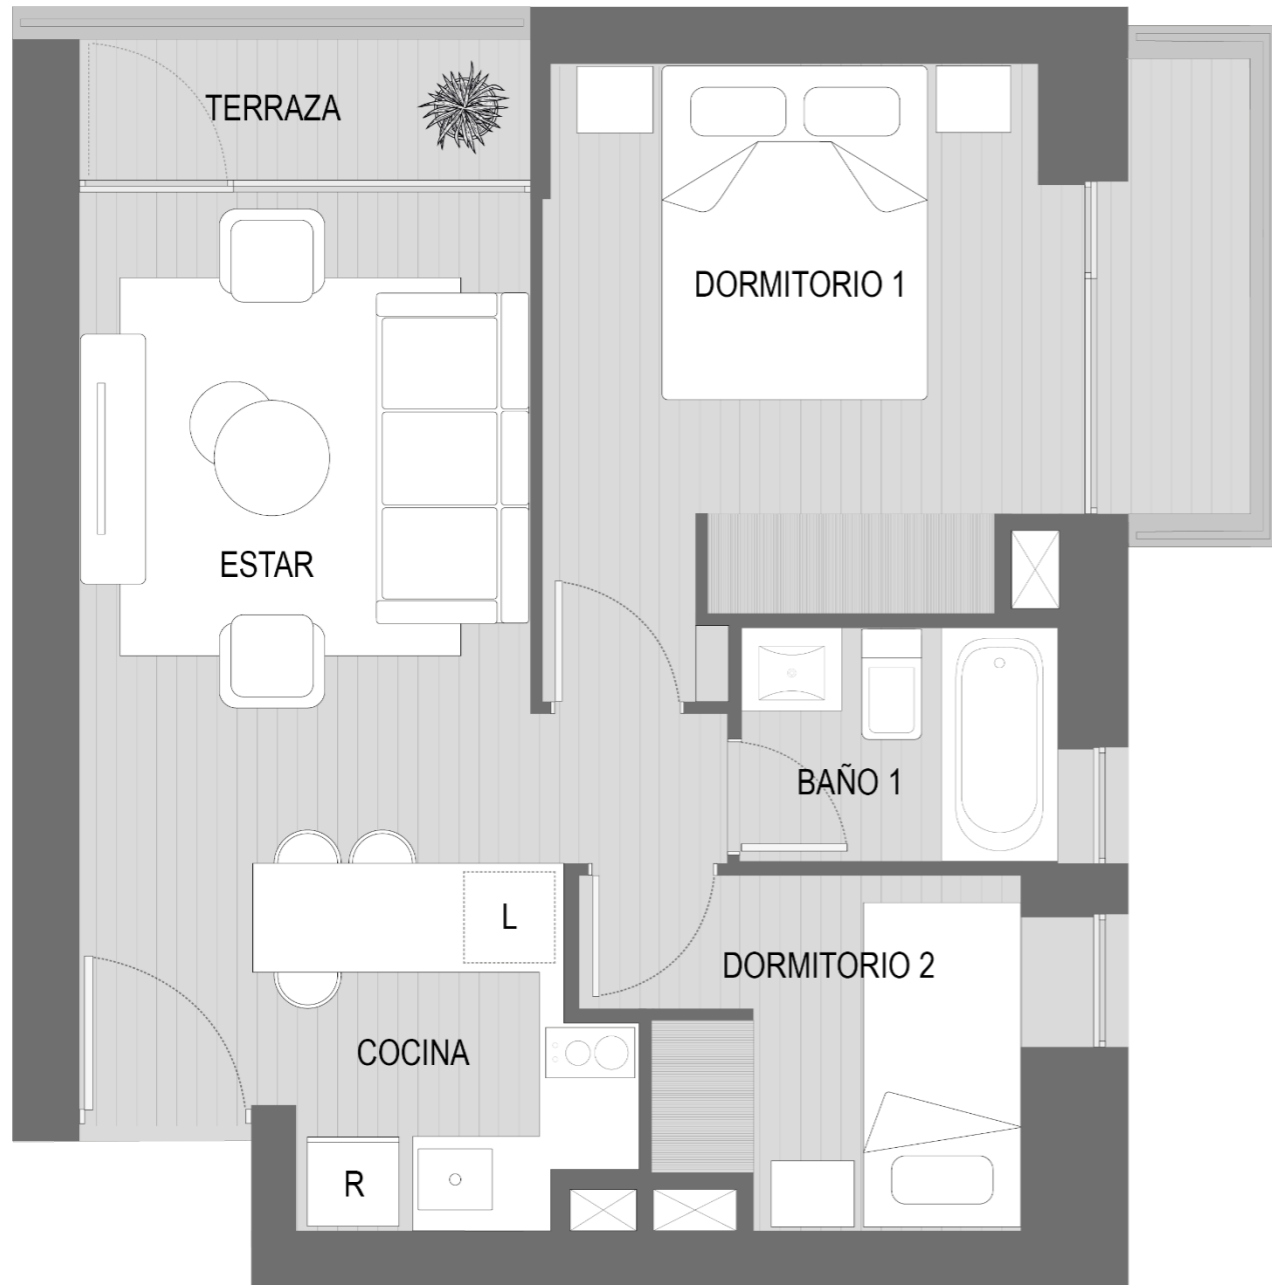 TERRAZA
DORMITORIO 1
ESTAR
BAÑO 1
L
DORMITORIO 2
COCINA
R